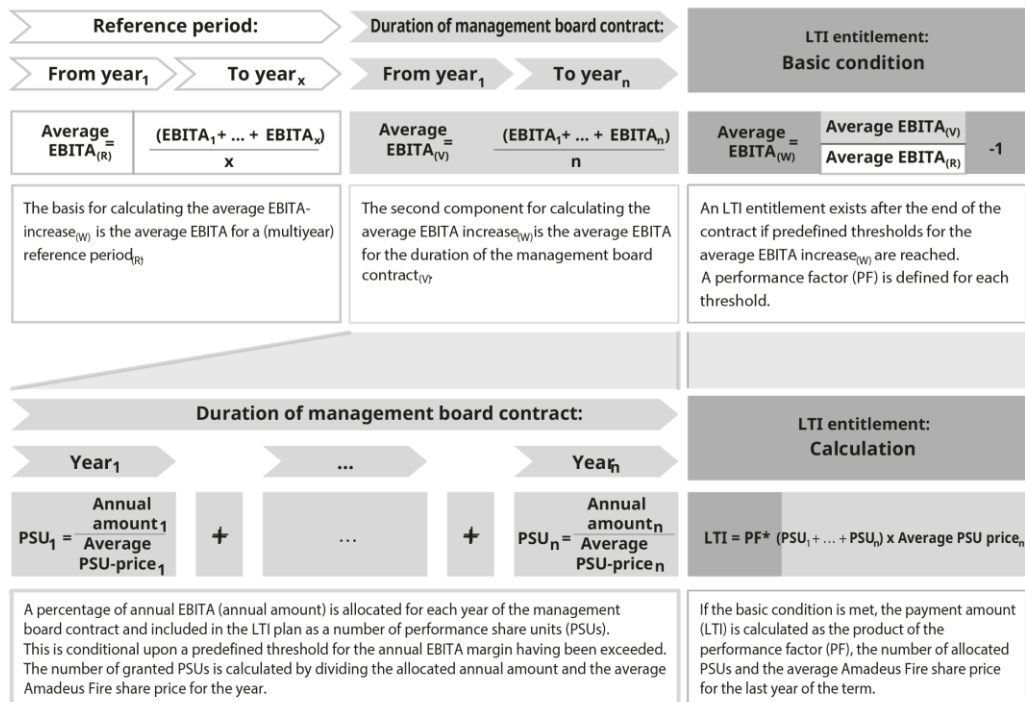 Reference period:
Duration of management board contract:
LTI entitlement:
Basic condition
From year1
To yearx
From year1
To yearn
Average EBITA(R) =
(EBITA1+ ... + EBITAx)
x
Average EBITA(V) =
(EBITA1+ ... + EBITAn)
n
Average EBITA(W) =
Average EBITA(V)
Average EBITA(R)
-1
The basis for calculating the average EBITA-
increase(W) is the average EBITA for a (multiyear)
reference period(R).
The second component for calculating the
average EBITA increase(W)is the average EBITA
for the duration of the management board
contract(V).
An LTI entitlement exists after the end of the
contract if predefined thresholds for the
average EBITA increase(W) are reached.
A performance factor (PF) is defined for each
threshold.
Duration of management board contract:
LTI entitlement:
Calculation
Year1
...
Yearn
PSU1 =
Annual
amount1
Average
PSU-price1
+
...
+
PSUn=
Annual
amountn
Average
PSU-pricen
LTI = PF* (PSU1 + ... + PSUn) x Average PSU pricen
A percentage of annual EBITA (annual amount) is allocated for each year of the management
board contract and included in the LTI plan as a number of performance share units (PSUs).
This is conditional upon a predefined threshold for the annual EBITA margin having been exceeded.
The number of granted PSUs is calculated by dividing the allocated annual amount and the average
Amadeus Fire share price for the year.
If the basic condition is met, the payment amount
(LTI) is calculated as the product of the
performance factor (PF), the number of allocated
PSUs and the average Amadeus Fire share price
for the last year of the term.